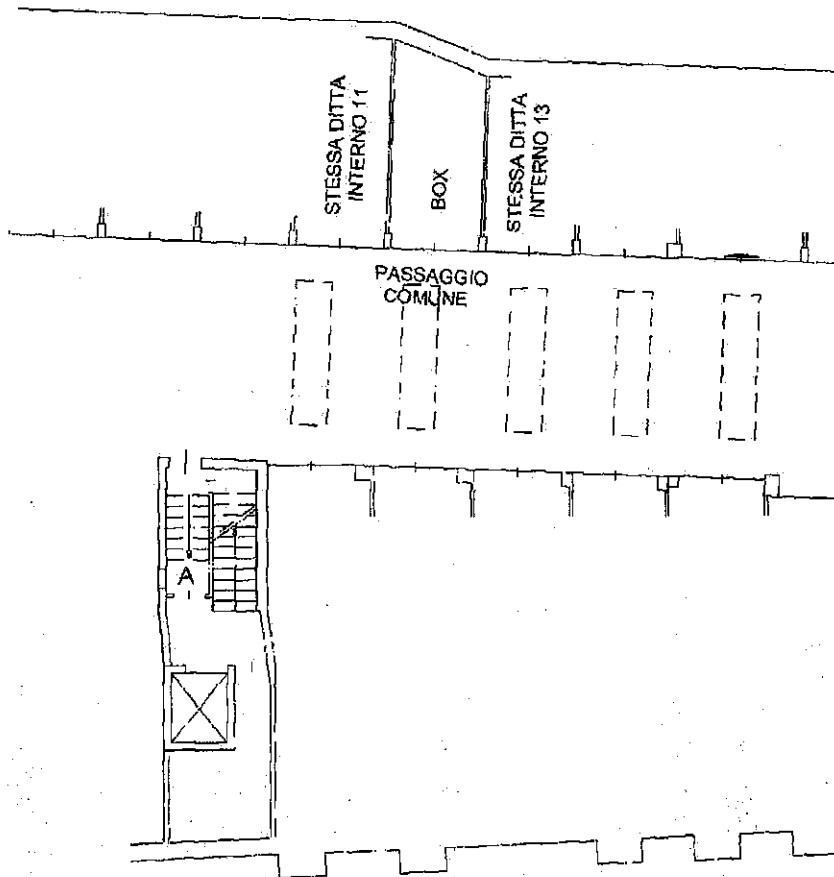 STESSA DITTA
INTERNO 11
BOX
STESSA DITTA
INTERNO 13
PASSAGGIO
COMUNE
A